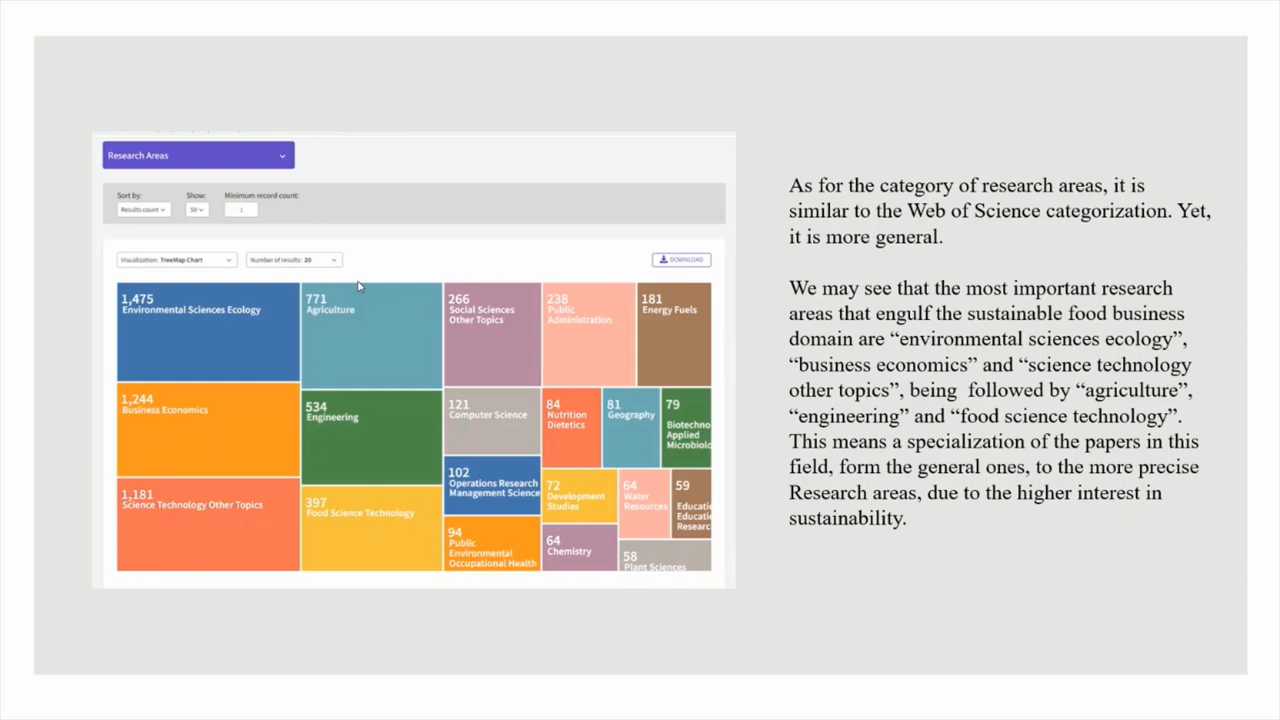 Research Areas
Sort by:
Show:
Minimum record count:
Results count
50
1
Visualization: TreeMap Chart
Number of results: 20
DOWNLOAD
1,475
Environmental Sciences Ecology
1,244
Business Economics
1,181
Science Technology Other Topics
771
Agriculture
534
Engineering
397
Food Science Technology
266
Social Sciences
Other Topics
121
Computer Science
102
Operations Research
Management Science
94
Public
Environmental
Occupational Health
238
Public
Administration
181
Energy Fuels
84
Nutrition
Dietetics
81
Geography
79
Biotechno
Applied
Microbiolo
72
Development
Studies
64
Chemistry
64
Water
Resources
59
Educati
Educati
Researc
58
Plant Sciences
As for the category of research areas, it is
similar to the Web of Science categorization. Yet,
it is more general.
We may see that the most important research
areas that engulf the sustainable food business
domain are “environmental sciences ecology”,
“business economics” and “science technology
other topics”, being followed by “agriculture”,
“engineering” and “food science technology”.
This means a specialization of the papers in this
field, form the general ones, to the more precise
Research areas, due to the higher interest in
sustainability.